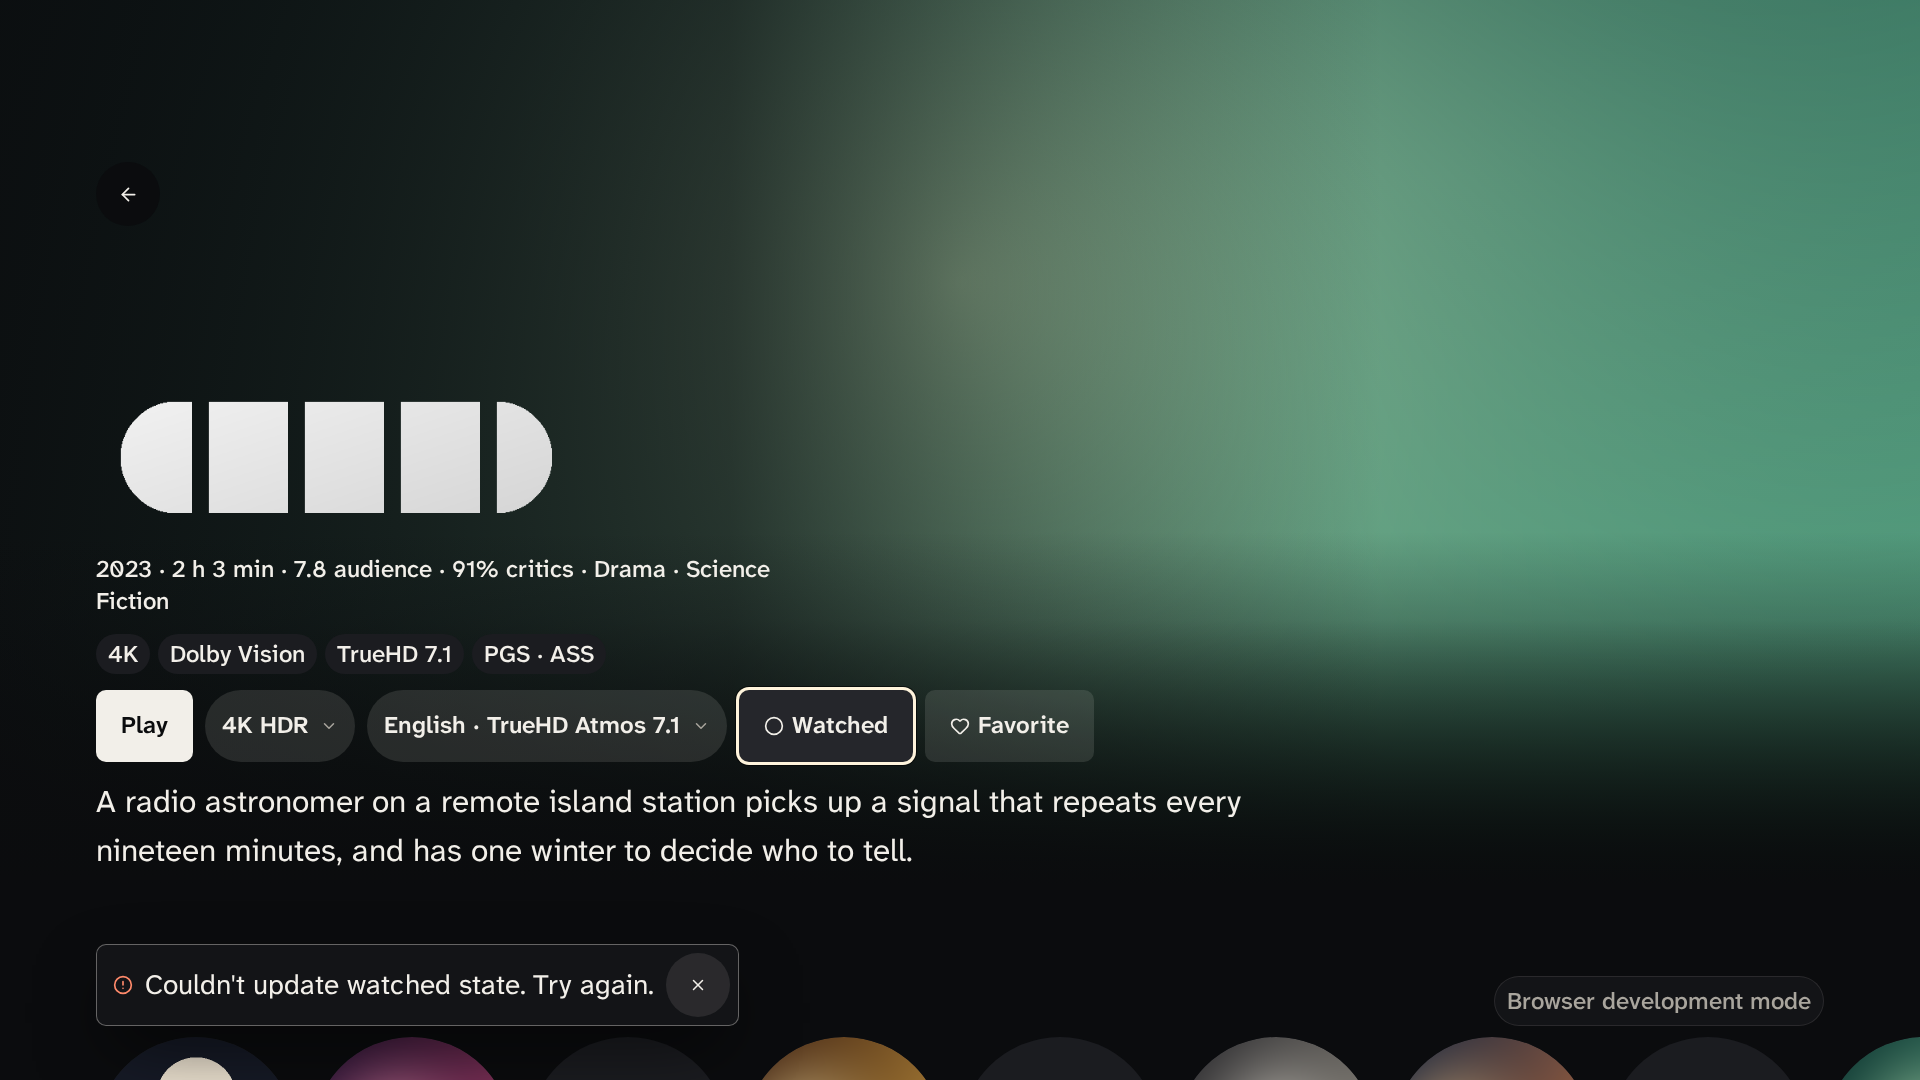 2023 · 2 h 3 min · 7.8 audience · 91% critics · Drama · Science
Fiction
4K Dolby Vision TrueHD 7.1 PGS · ASS
Play 4K HDR English · TrueHD Atmos 7.1 Watched Favorite
A radio astronomer on a remote island station picks up a signal that repeats every
nineteen minutes, and has one winter to decide who to tell.
Couldn't update watched state. Try again.
Browser development mode